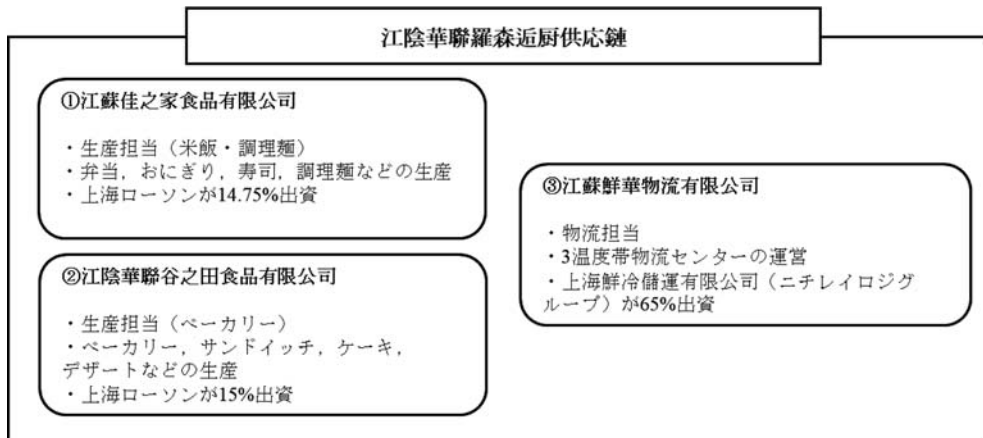 江陰華聯羅森逅厨供応鏈
①江蘇佳之家食品有限公司
・生産担当（米飯・調理麺）
・弁当，おにぎり，寿司，調理麺などの生産
・上海ローソンが14.75%出資
②江陰華聯谷之田食品有限公司
・生産担当（ベーカリー）
・ベーカリー，サンドイッチ，ケーキ，
デザートなどの生産
・上海ローソンが15%出資
③江蘇鮮華物流有限公司
・物流担当
・3温度帯物流センターの運営
・上海鮮冷儲運有限公司（ニチレイロジグ
ループ）が65%出資